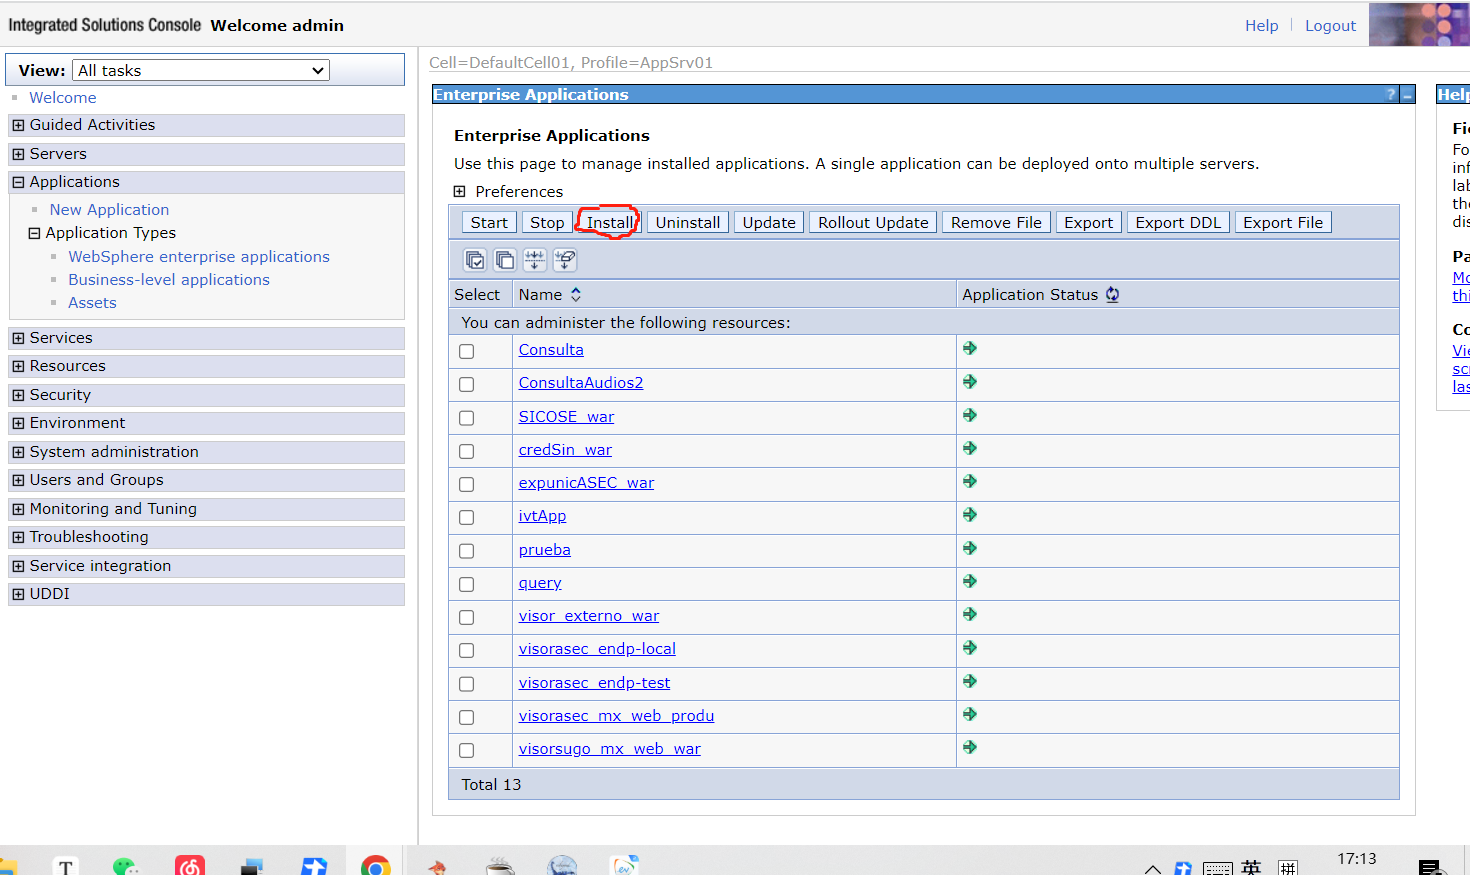 Integrated Solutions Console Welcome admin
Help Logout
View: All tasks
Cell=DefaultCell01, Profile=AppSrv01
Welcome
Guided Activities
Servers
Applications
New Application
Application Types
WebSphere enterprise applications
Business-level applications
Assets
Services
Resources
Security
Environment
System administration
Users and Groups
Monitoring and Tuning
Troubleshooting
Service integration
UDDI
Enterprise Applications ? _
Enterprise Applications
Use this page to manage installed applications. A single application can be deployed onto multiple servers.
Preferences
Start Stop Install Uninstall Update Rollout Update Remove File Export Export DDL Export File
Select Name Application Status
You can administer the following resources:
Consulta
ConsultaAudios2
SICOSE_war
credSin_war
expunicASEC_war
ivtApp
prueba
query
visor_externo_war
visorasec_endp-local
visorasec_endp-test
visorasec_mx_web_produ
visorsugo_mx_web_war
Total 13
Help
Fie
Fo
inf
lab
the
dis
Pa
Mo
thi
Co
Vie
scr
las
T
ev
英
拼
17:13